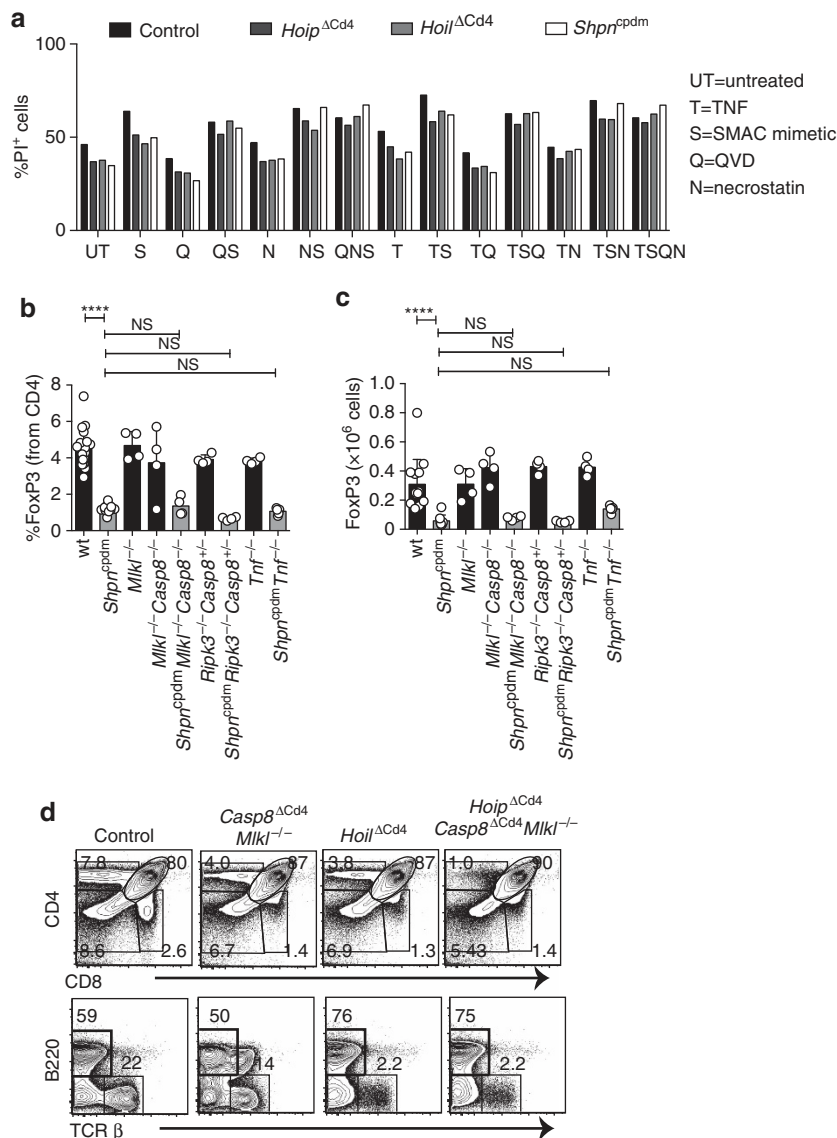 a
Control
Hoip ΔCd4
Hoil ΔCd4
Shpn cpdm
100
50
0
%PI+ cells
UT S Q QS N NS QNS T TS TQ TSQ TN TSN TSQN
UT=untreated
T=TNF
S=SMAC mimetic
Q=QVD
N=necrostatin
b
****
NS
NS
NS
8
6
4
2
0
%FoxP3 (from CD4)
wt
Shpn cpdm
Mlkl−/−
Mlkl−/−Casp8−/−
Shpn cpdm Mlkl−/−Casp8−/−
Ripk3−/−Casp8+/−
Shpn cpdm Ripk3−/−Casp8+/−
Tnf−/−
Shpn cpdm Tnf−/−
c
****
NS
NS
NS
1.0
0.8
0.6
0.4
0.2
0
FoxP3 (×10⁶ cells)
wt
Shpn cpdm
Mlkl−/−
Mlkl−/−Casp8−/−
Shpn cpdm Mlkl−/−Casp8−/−
Ripk3−/−Casp8+/−
Shpn cpdm Ripk3−/−Casp8+/−
Tnf−/−
Shpn cpdm Tnf−/−
d
Control
Casp8 ΔCd4
Mlkl−/−
Hoil ΔCd4
Hoip ΔCd4
Casp8 ΔCd4 Mlkl−/−
7.8 80 4.0 87 3.8 87 1.0 90
CD4
8.6 2.6 6.7 1.4 6.9 1.3 5.43 1.4
CD8
59 50 76 75
22 14 2.2 2.2
B220
TCR β